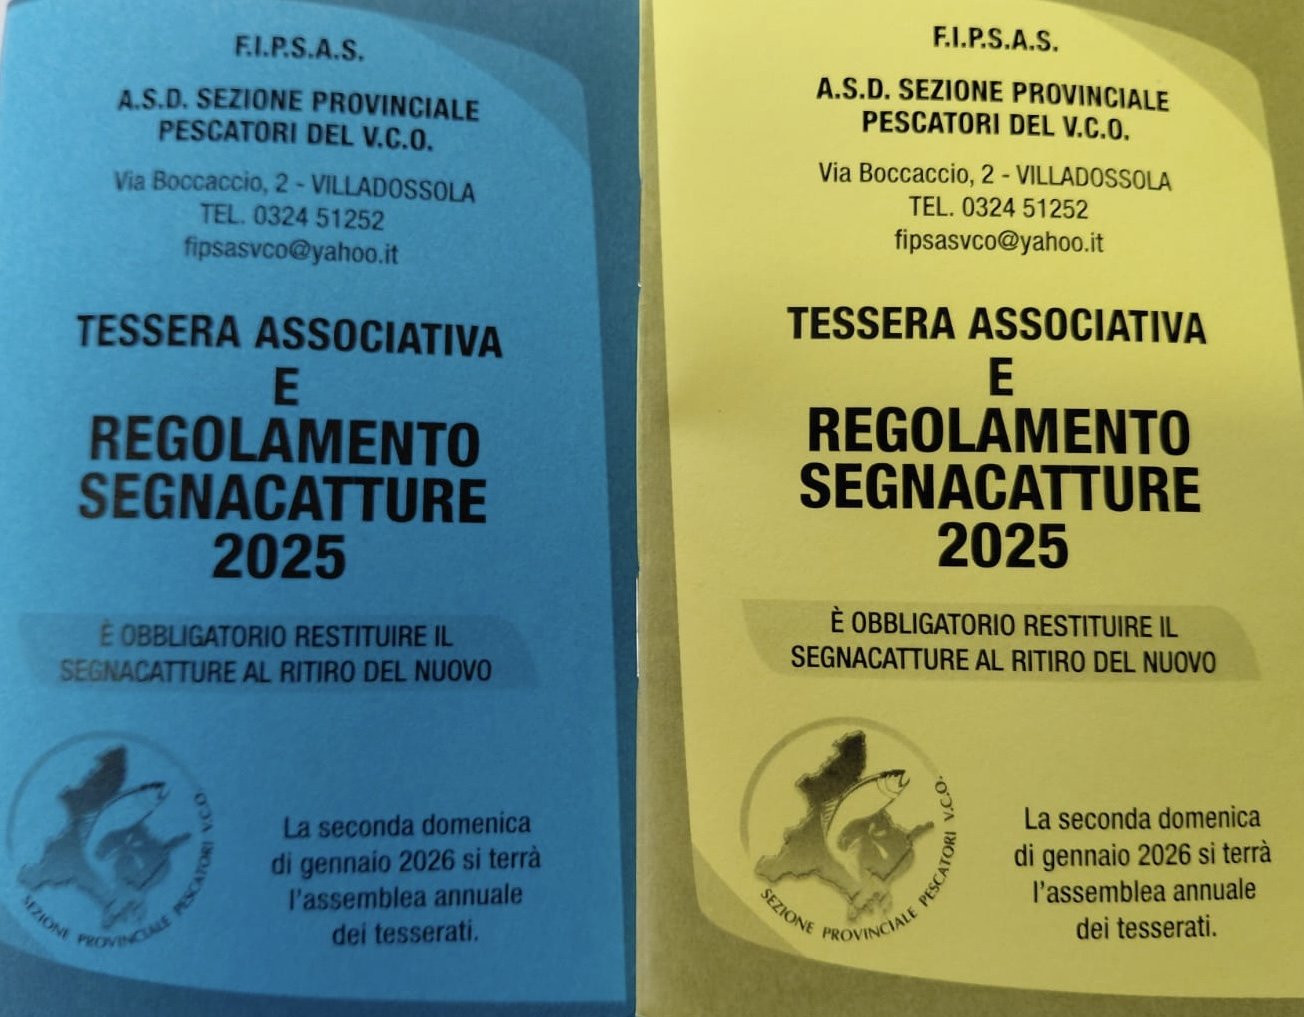 F.I.P.S.A.S.
A.S.D. SEZIONE PROVINCIALE
PESCATORI DEL V.C.O.
Via Boccaccio, 2 - VILLADOSSOLA
TEL. 0324 51252
fipsasvco@yahoo.it
TESSERA ASSOCIATIVA
E
REGOLAMENTO
SEGNACATTURE
2025
È OBBLIGATORIO RESTITUIRE IL
SEGNACATTURE AL RITIRO DEL NUOVO
SEZIONE PROVINCIALE PESCATORI V.C.O.
La seconda domenica
di gennaio 2026 si terrà
l'assemblea annuale
dei tesserati.
F.I.P.S.A.S.
A.S.D. SEZIONE PROVINCIALE
PESCATORI DEL V.C.O.
Via Boccaccio, 2 - VILLADOSSOLA
TEL. 0324 51252
fipsasvco@yahoo.it
TESSERA ASSOCIATIVA
E
REGOLAMENTO
SEGNACATTURE
2025
È OBBLIGATORIO RESTITUIRE IL
SEGNACATTURE AL RITIRO DEL NUOVO
SEZIONE PROVINCIALE PESCATORI V.C.O.
La seconda domenica
di gennaio 2026 si terrà
l'assemblea annuale
dei tesserati.